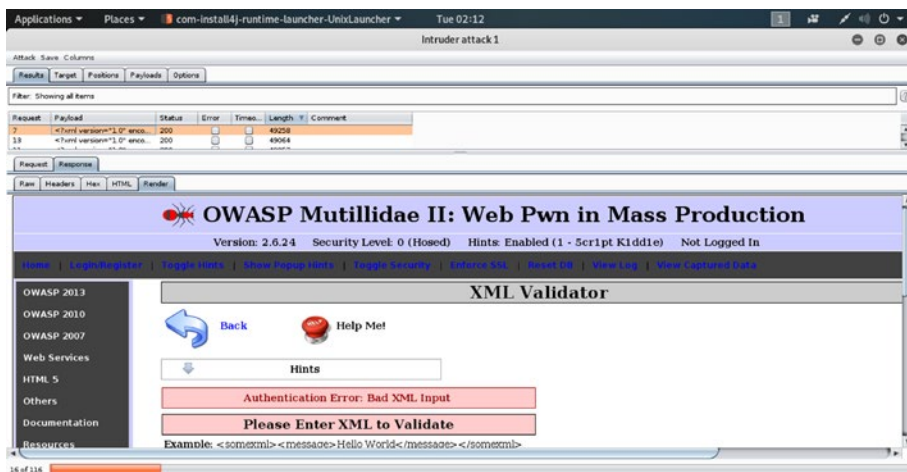 Applications Places com-install4j-runtime-launcher-UnixLauncher Tue 02:12 1
Intruder attack 1
Attack Save Columns
Results Target Positions Payloads Options
Filter: Showing all items
Request Payload Status Error Timeo... Length Comment
7 <?xml version="1.0" enco... 200 49258
13 <?xml version="1.0" enco... 200 49064
Request Response
Raw Headers Hex HTML Render
OWASP Mutillidae II: Web Pwn in Mass Production
Version: 2.6.24 Security Level: 0 (Hosed) Hints: Enabled (1 - 5cr1pt K1dd1e) Not Logged In
Home | Login/Register | Toggle Hints | Show Popup Hints | Toggle Security | Enforce SSL | Reset DB | View Log | View Captured Data
OWASP 2013
OWASP 2010
OWASP 2007
Web Services
HTML 5
Others
Documentation
Resources
XML Validator
Back Help Me!
Hints
Authentication Error: Bad XML Input
Please Enter XML to Validate
Example: <somexml><message>Hello World</message></somexml>
16 of 116